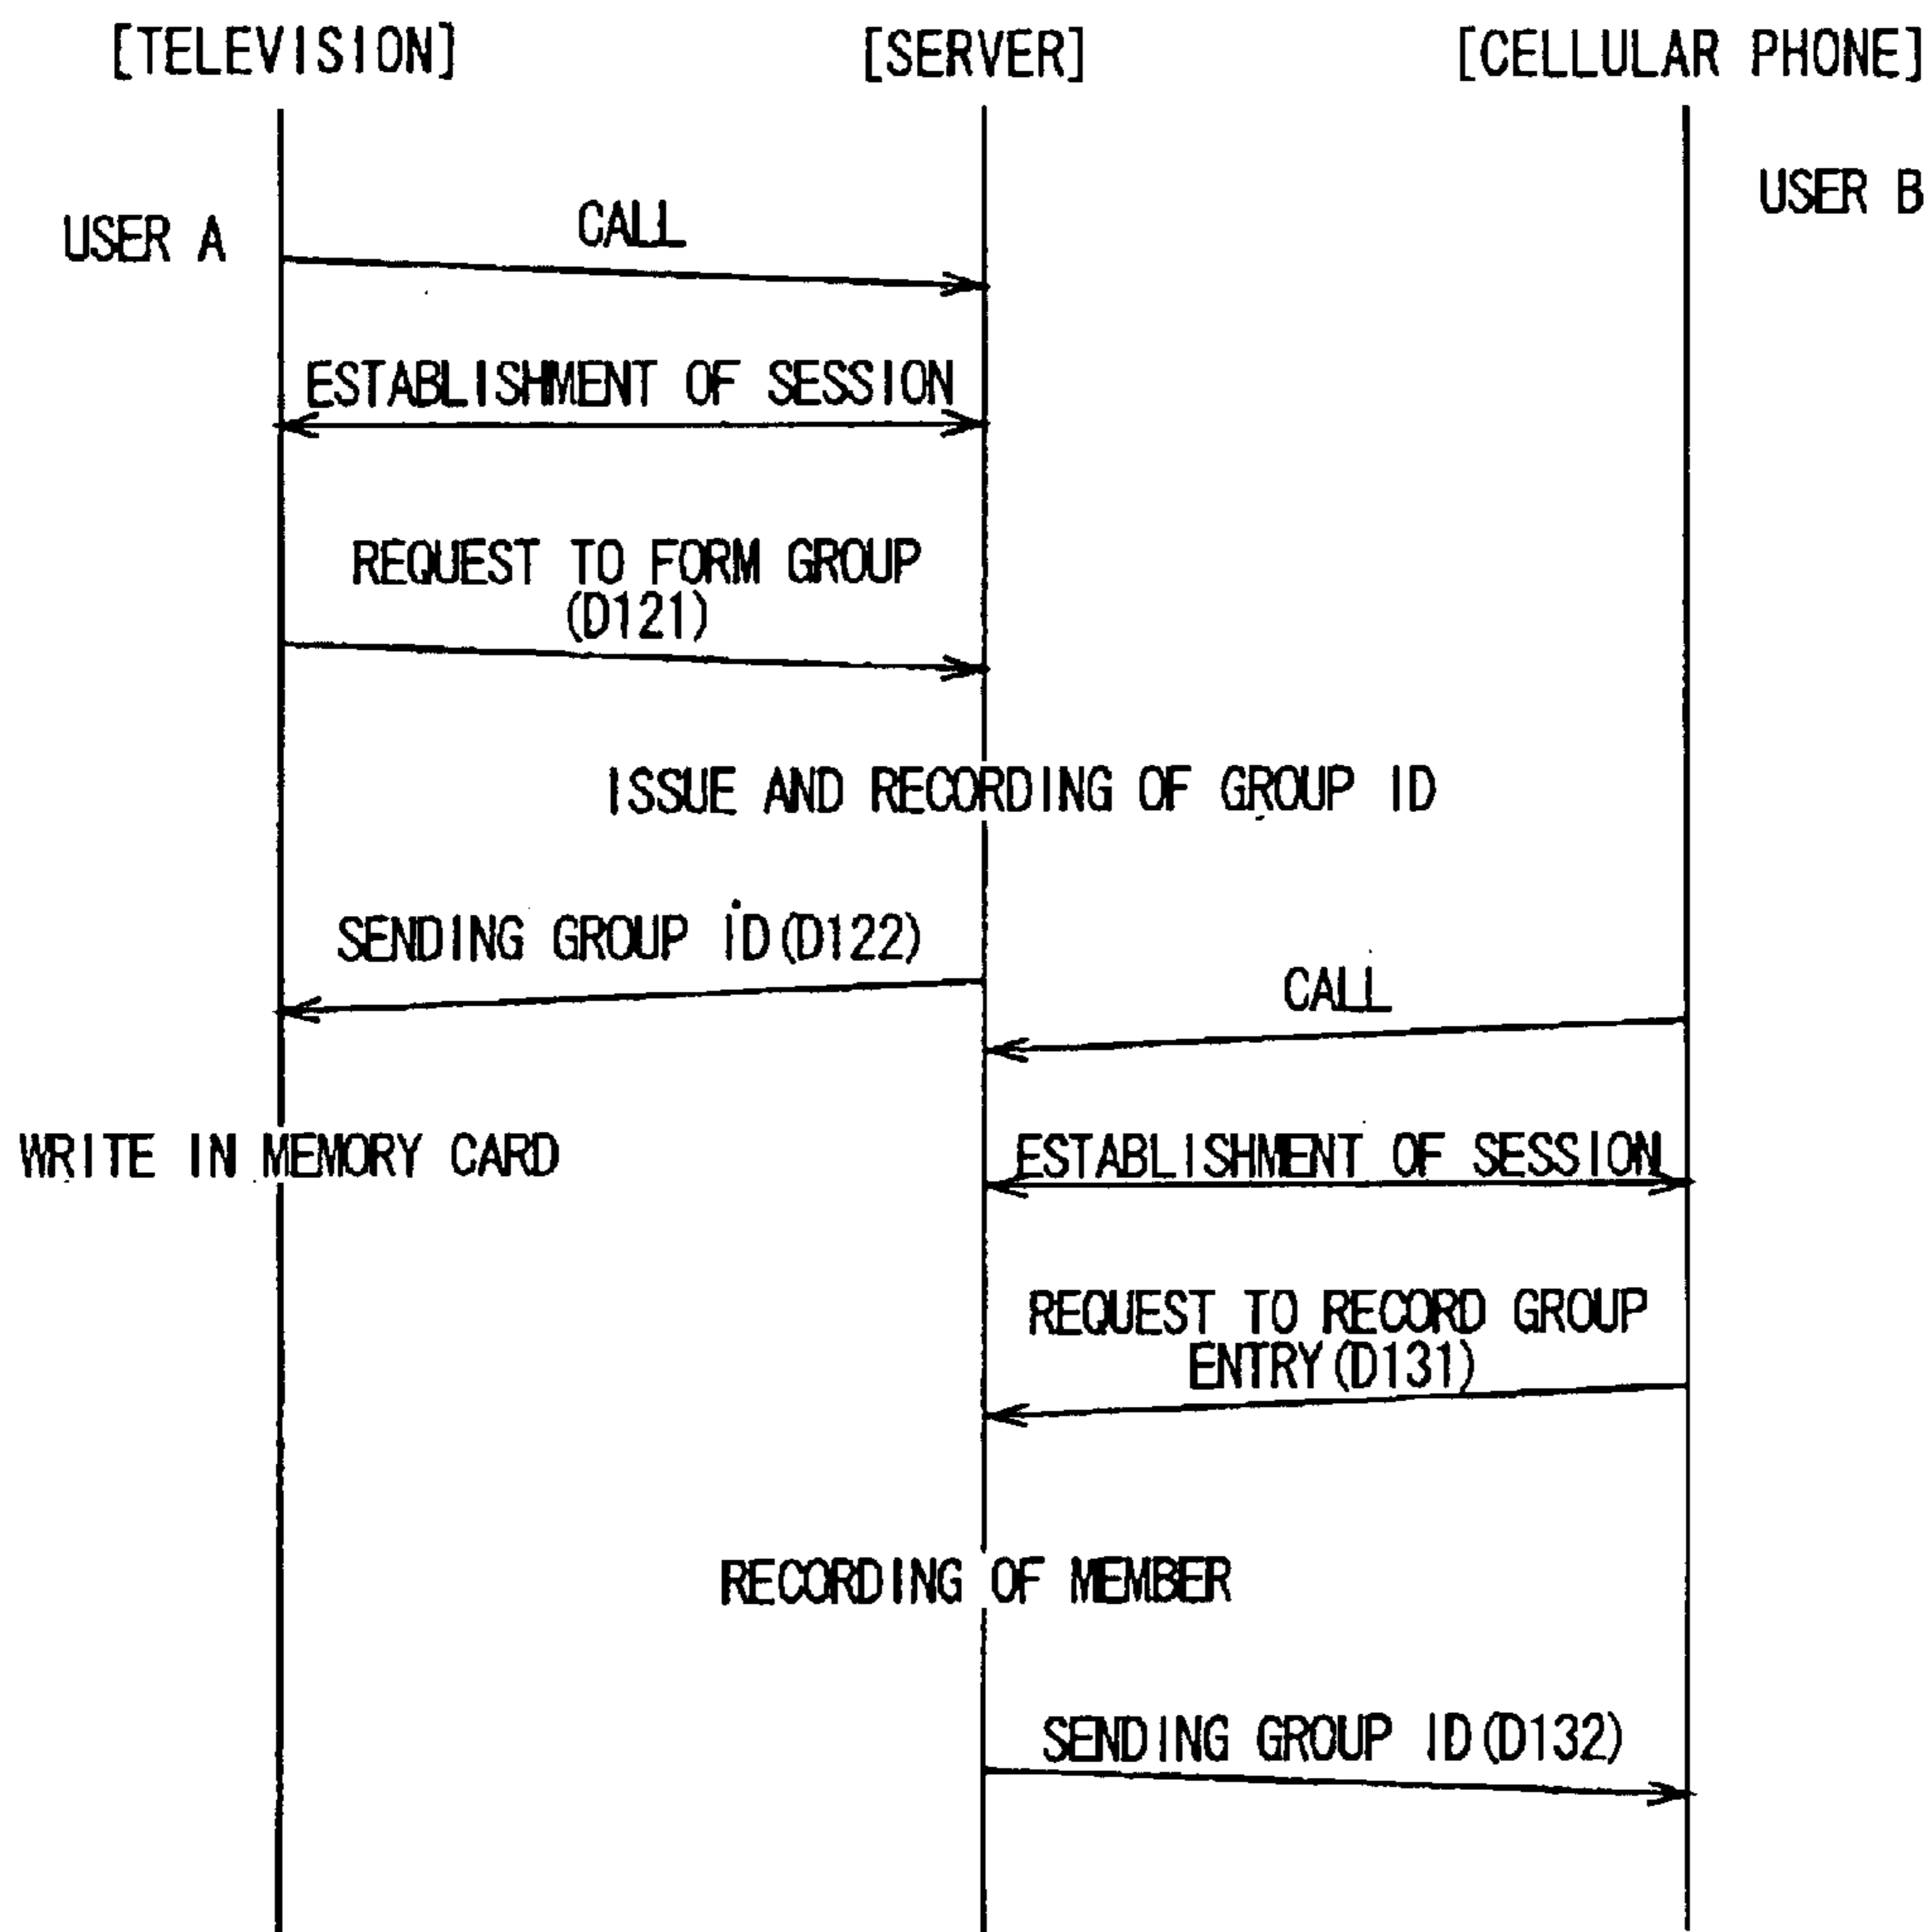 [TELEVISION]
[SERVER]
[CELLULAR PHONE]
USER B
USER A
CALL
ESTABLISHMENT OF SESSION
REQUEST TO FORM GROUP
(D121)
ISSUE AND RECORDING OF GROUP ID
SENDING GROUP ID(D122)
CALL
WRITE IN MEMORY CARD
ESTABLISHMENT OF SESSION
REQUEST TO RECORD GROUP
ENTRY(D131)
RECORDING OF MEMBER
SENDING GROUP ID(D132)